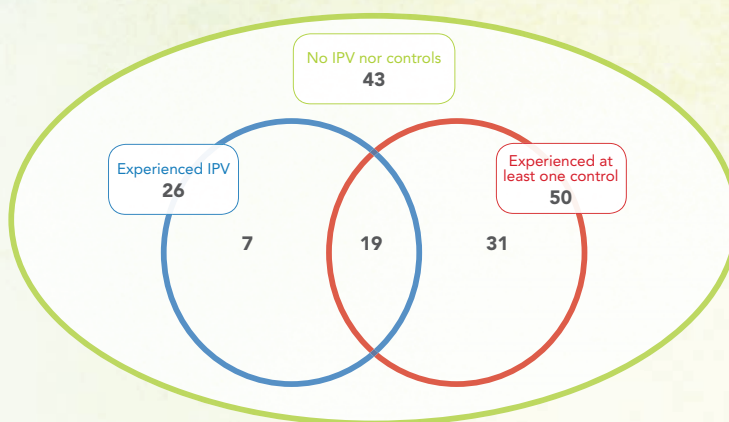 No IPV nor controls
43
Experienced IPV
26
Experienced at
least one control
50
7
19
31